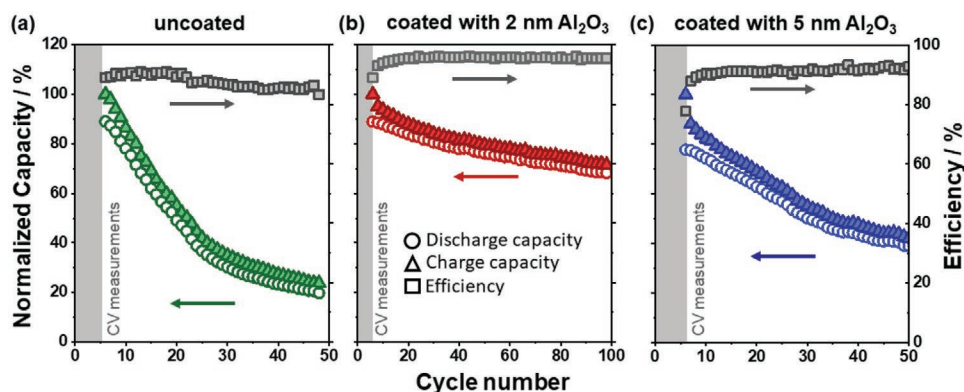 (a) uncoated
(b) coated with 2 nm Al₂O₃
(c) coated with 5 nm Al₂O₃
Normalized Capacity / %
120
100
80
60
40
20
0
CV measurements
0 10 20 30 40 50
CV measurements
Discharge capacity
Charge capacity
Efficiency
0 20 40 60 80 100
CV measurements
0 10 20 30 40 50
100
80
60
40
20
0
Efficiency / %
Cycle number